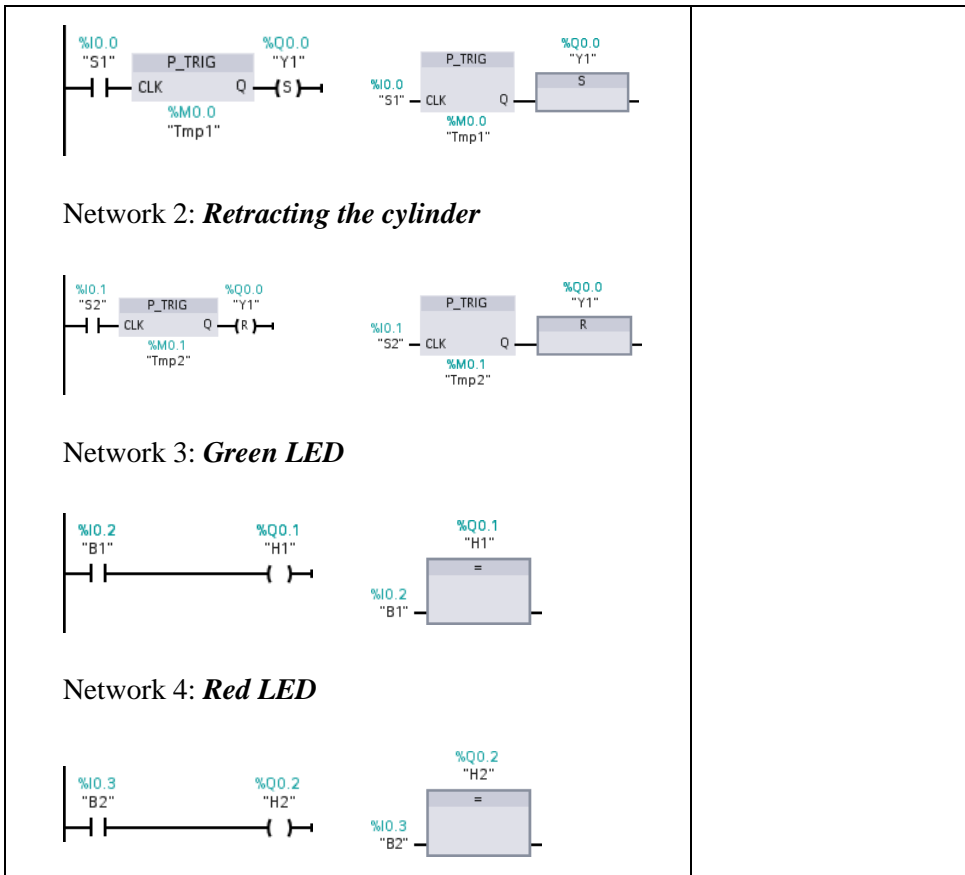 %I0.0 %Q0.0
"S1" P_TRIG "Y1"
CLK Q S
%M0.0
"Tmp1"
%Q0.0
P_TRIG "Y1"
%I0.0 S
"S1" CLK Q
%M0.0
"Tmp1"
Network 2: Retracting the cylinder
%I0.1 %Q0.0
"S2" P_TRIG "Y1"
CLK Q R
%M0.1
"Tmp2"
%Q0.0
P_TRIG "Y1"
%I0.1 R
"S2" CLK Q
%M0.1
"Tmp2"
Network 3: Green LED
%I0.2 %Q0.1
"B1" "H1"
%Q0.1
"H1"
=
%I0.2
"B1"
Network 4: Red LED
%I0.3 %Q0.2
"B2" "H2"
%Q0.2
"H2"
=
%I0.3
"B2"